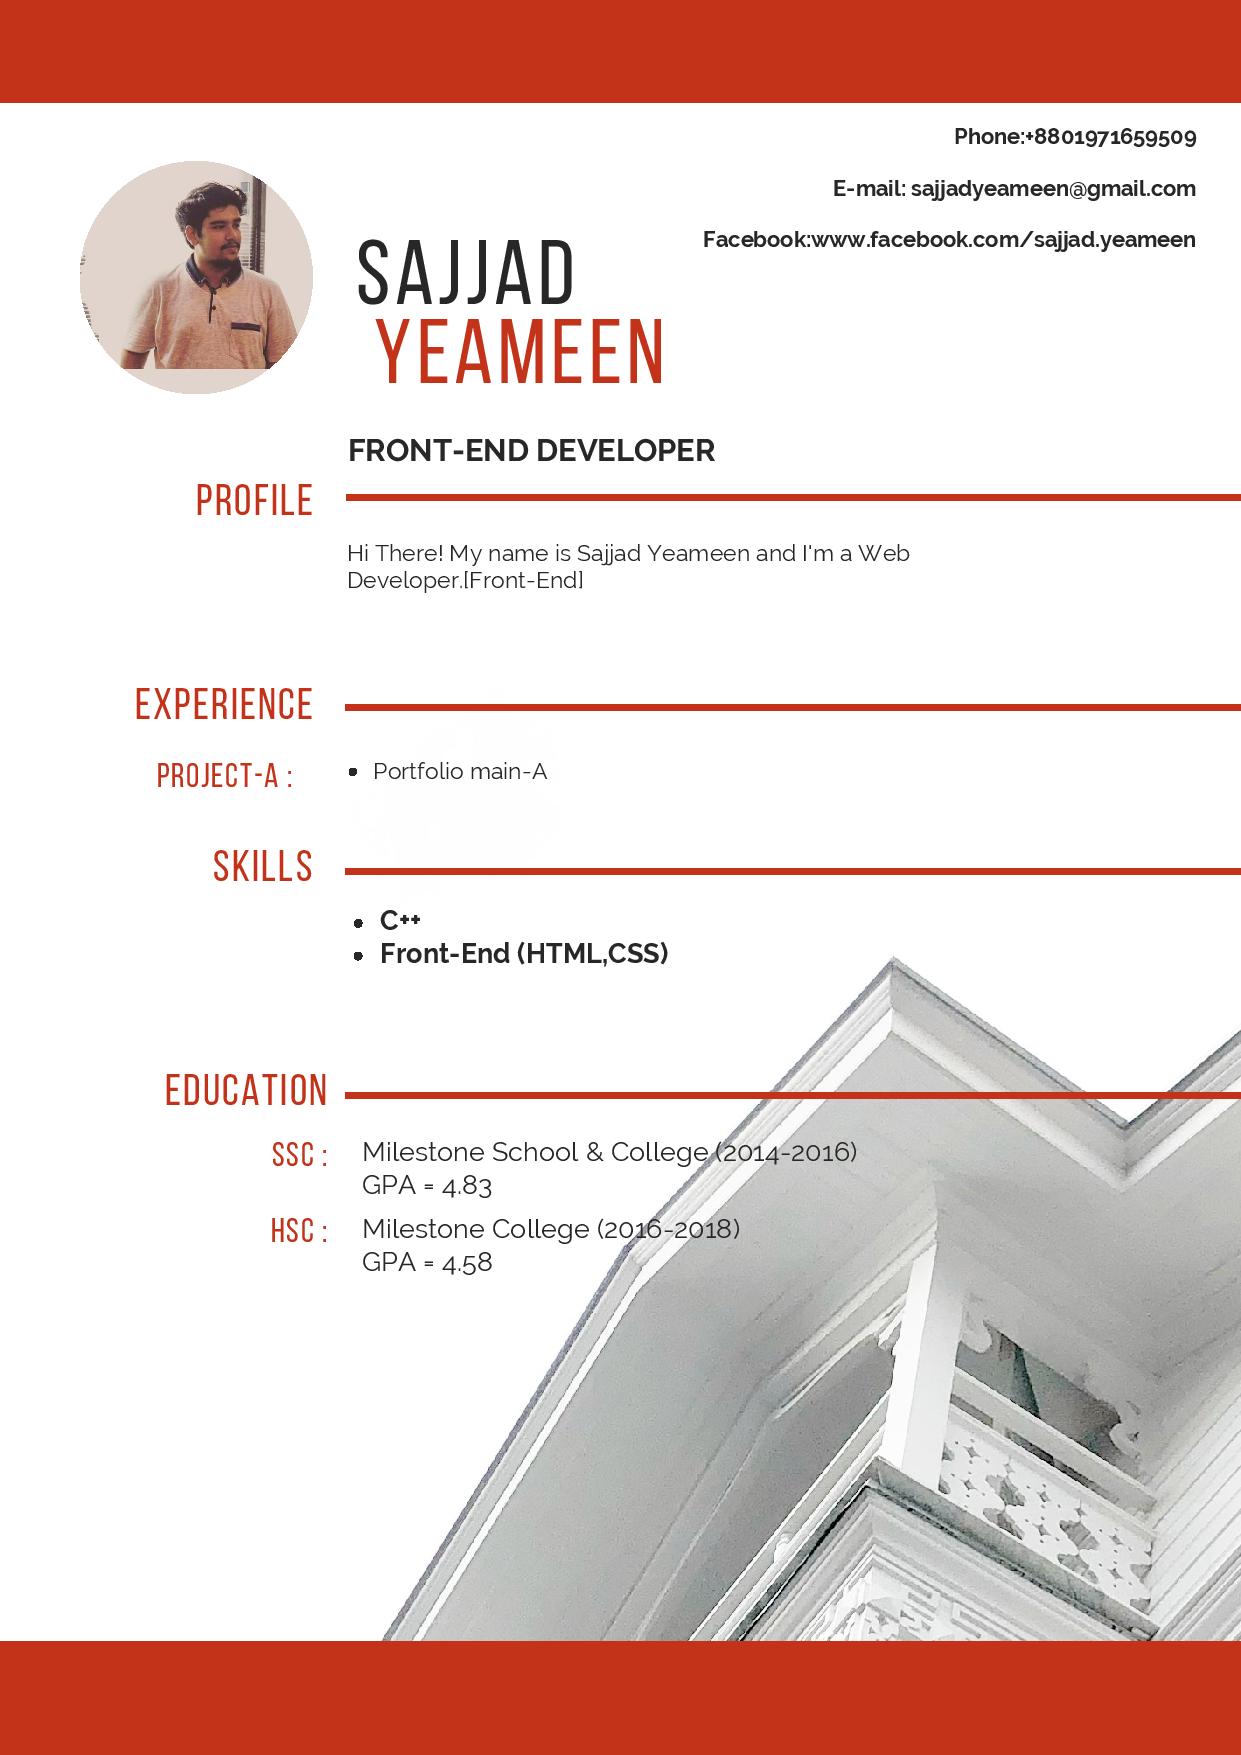 Phone:+8801971659509
E-mail: sajjadyeameen@gmail.com
Facebook:www.facebook.com/sajjad.yeameen
SAJJAD
YEAMEEN
FRONT-END DEVELOPER
PROFILE
Hi There! My name is Sajjad Yeameen and I'm a Web
Developer.[Front-End]
EXPERIENCE
PROJECT-A :
• Portfolio main-A
SKILLS
• C++
• Front-End (HTML,CSS)
EDUCATION
SSC : Milestone School & College (2014-2016)
GPA = 4.83
HSC : Milestone College (2016-2018)
GPA = 4.58